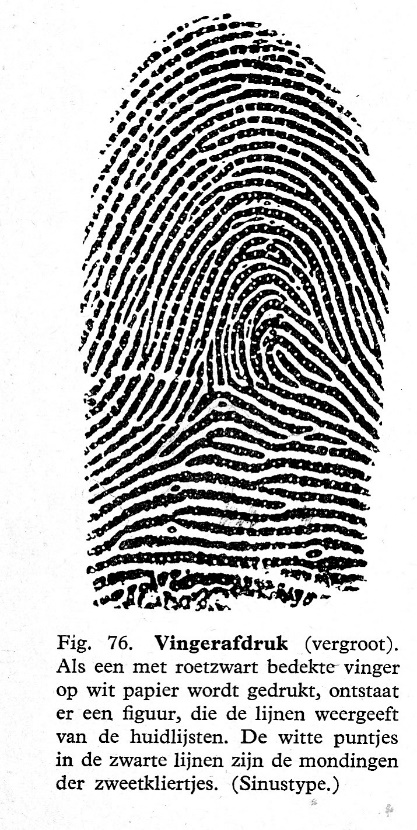 Fig. 76. Vingerafdruk (vergroot).
Als een met roetzwart bedekte vinger
op wit papier wordt gedrukt, ontstaat
er een figuur, die de lijnen weergeeft
van de huidlijsten. De witte puntjes
in de zwarte lijnen zijn de mondingen
der zweetkliertjes. (Sinustype.)